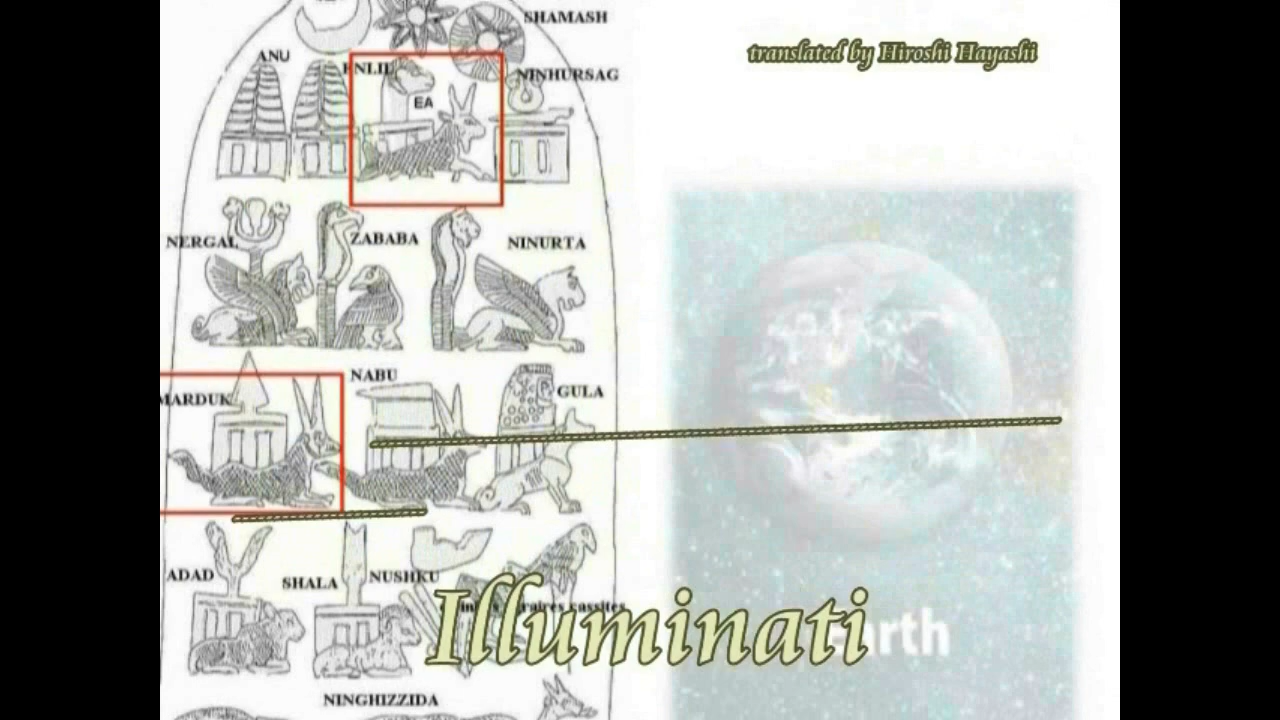 SHAMASH
translated by Hiroshi Hayashi
ANU
ENLIL
NINHURSAG
EA
NERGAL
ZABABA
NINURTA
MARDUK
NABU
GULA
ADAD
SHALA
NUSHKU
cassites
Illuminati
Earth
NINGHIZZIDA